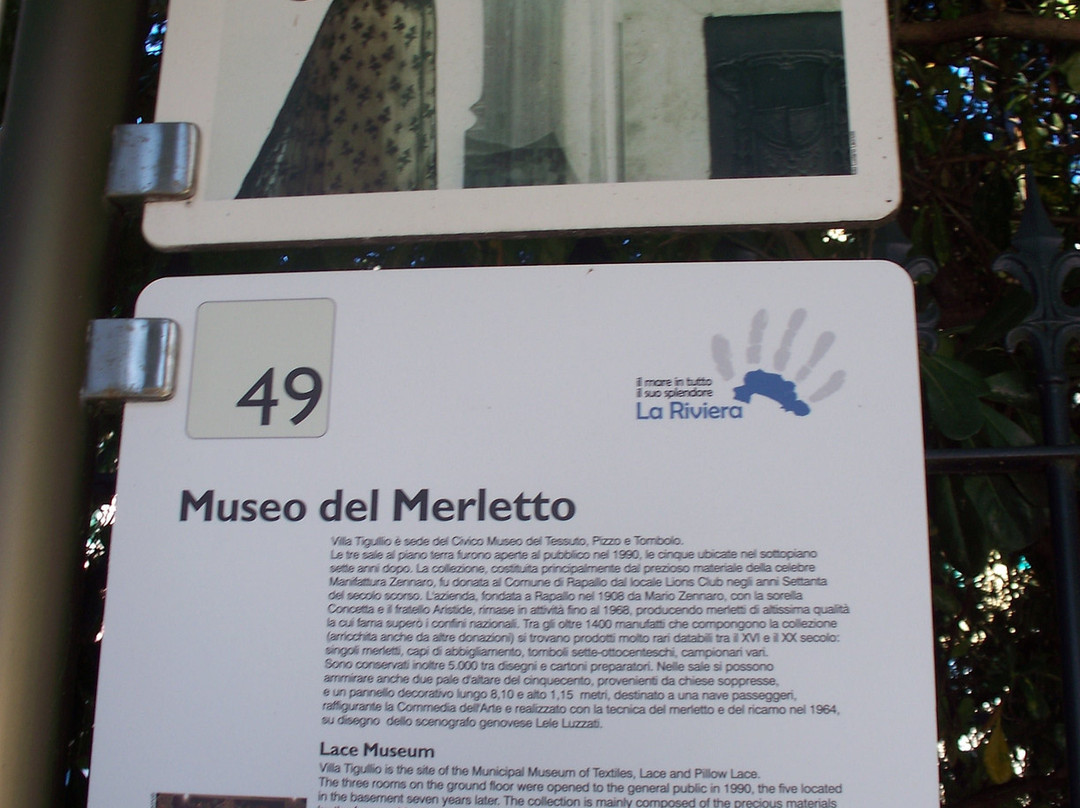 49
il mare in tutto
il suo splendore
La Riviera
Museo del Merletto
Villa Tigullio è sede del Civico Museo del Tessuto, Pizzo e Tombolo.
Le tre sale al piano terra furono aperte al pubblico nel 1990, le cinque ubicate nel sottopiano
sette anni dopo. La collezione, costituita principalmente dal prezioso materiale della celebre
Manifattura Zennaro, fu donata al Comune di Rapallo dal locale Lions Club negli anni Settanta
del secolo scorso. L'azienda, fondata a Rapallo nel 1908 da Mario Zennaro, con la sorella
Concetta e il fratello Aristide, rimase in attività fino al 1968, producendo merletti di altissima qualità
la cui fama superò i confini nazionali. Tra gli oltre 1400 manufatti che compongono la collezione
(arricchita anche da altre donazioni) si trovano prodotti molto rari databili tra il XVI e il XX secolo:
singoli merletti, capi di abbigliamento, tomboli sette-ottocenteschi, campionari vari.
Sono conservati inoltre 5.000 tra disegni e cartoni preparatori. Nelle sale si possono
ammirare anche due pale d'altare del cinquecento, provenienti da chiese soppresse,
e un pannello decorativo lungo 8,10 e alto 1,15 metri, destinato a una nave passeggeri,
raffigurante la Commedia dell'Arte e realizzato con la tecnica del merletto e del ricamo nel 1964,
su disegno dello scenografo genovese Lele Luzzati.
Lace Museum
Villa Tigullio is the site of the Municipal Museum of Textiles, Lace and Pillow Lace.
The three rooms on the ground floor were opened to the general public in 1990, the five located
in the basement seven years later. The collection is mainly composed of the precious materials